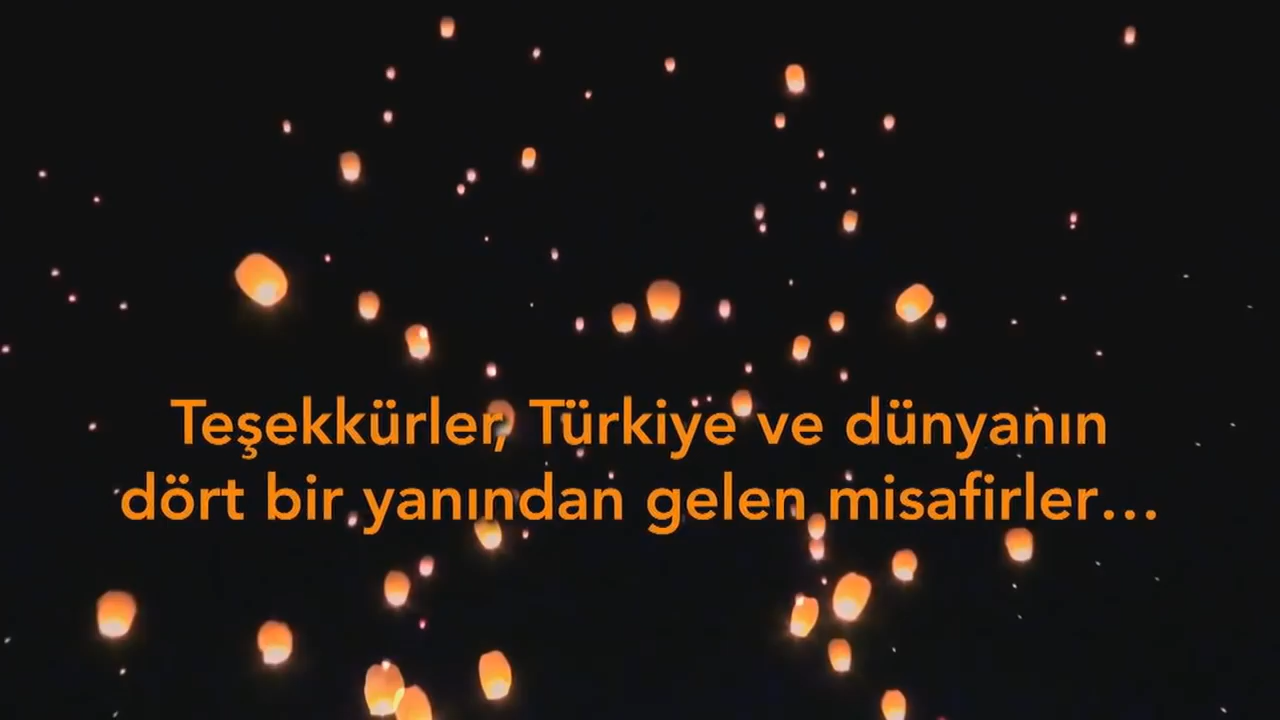 Teşekkürler, Türkiye ve dünyanın
dört bir yanından gelen misafirler…